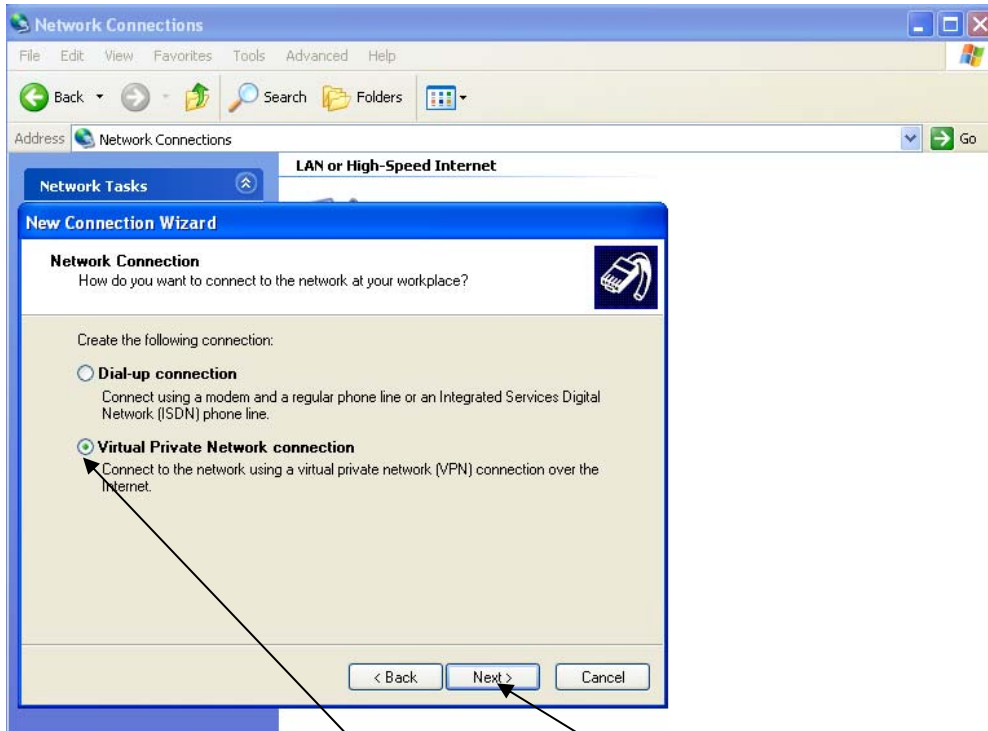 Network Connections
File Edit View Favorites Tools Advanced Help
Back Search Folders
Address Network Connections Go
LAN or High-Speed Internet
Network Tasks
New Connection Wizard
Network Connection
How do you want to connect to the network at your workplace?
Create the following connection:
Dial-up connection
Connect using a modem and a regular phone line or an Integrated Services Digital
Network (ISDN) phone line.
Virtual Private Network connection
Connect to the network using a virtual private network (VPN) connection over the
Internet.
< Back Next > Cancel